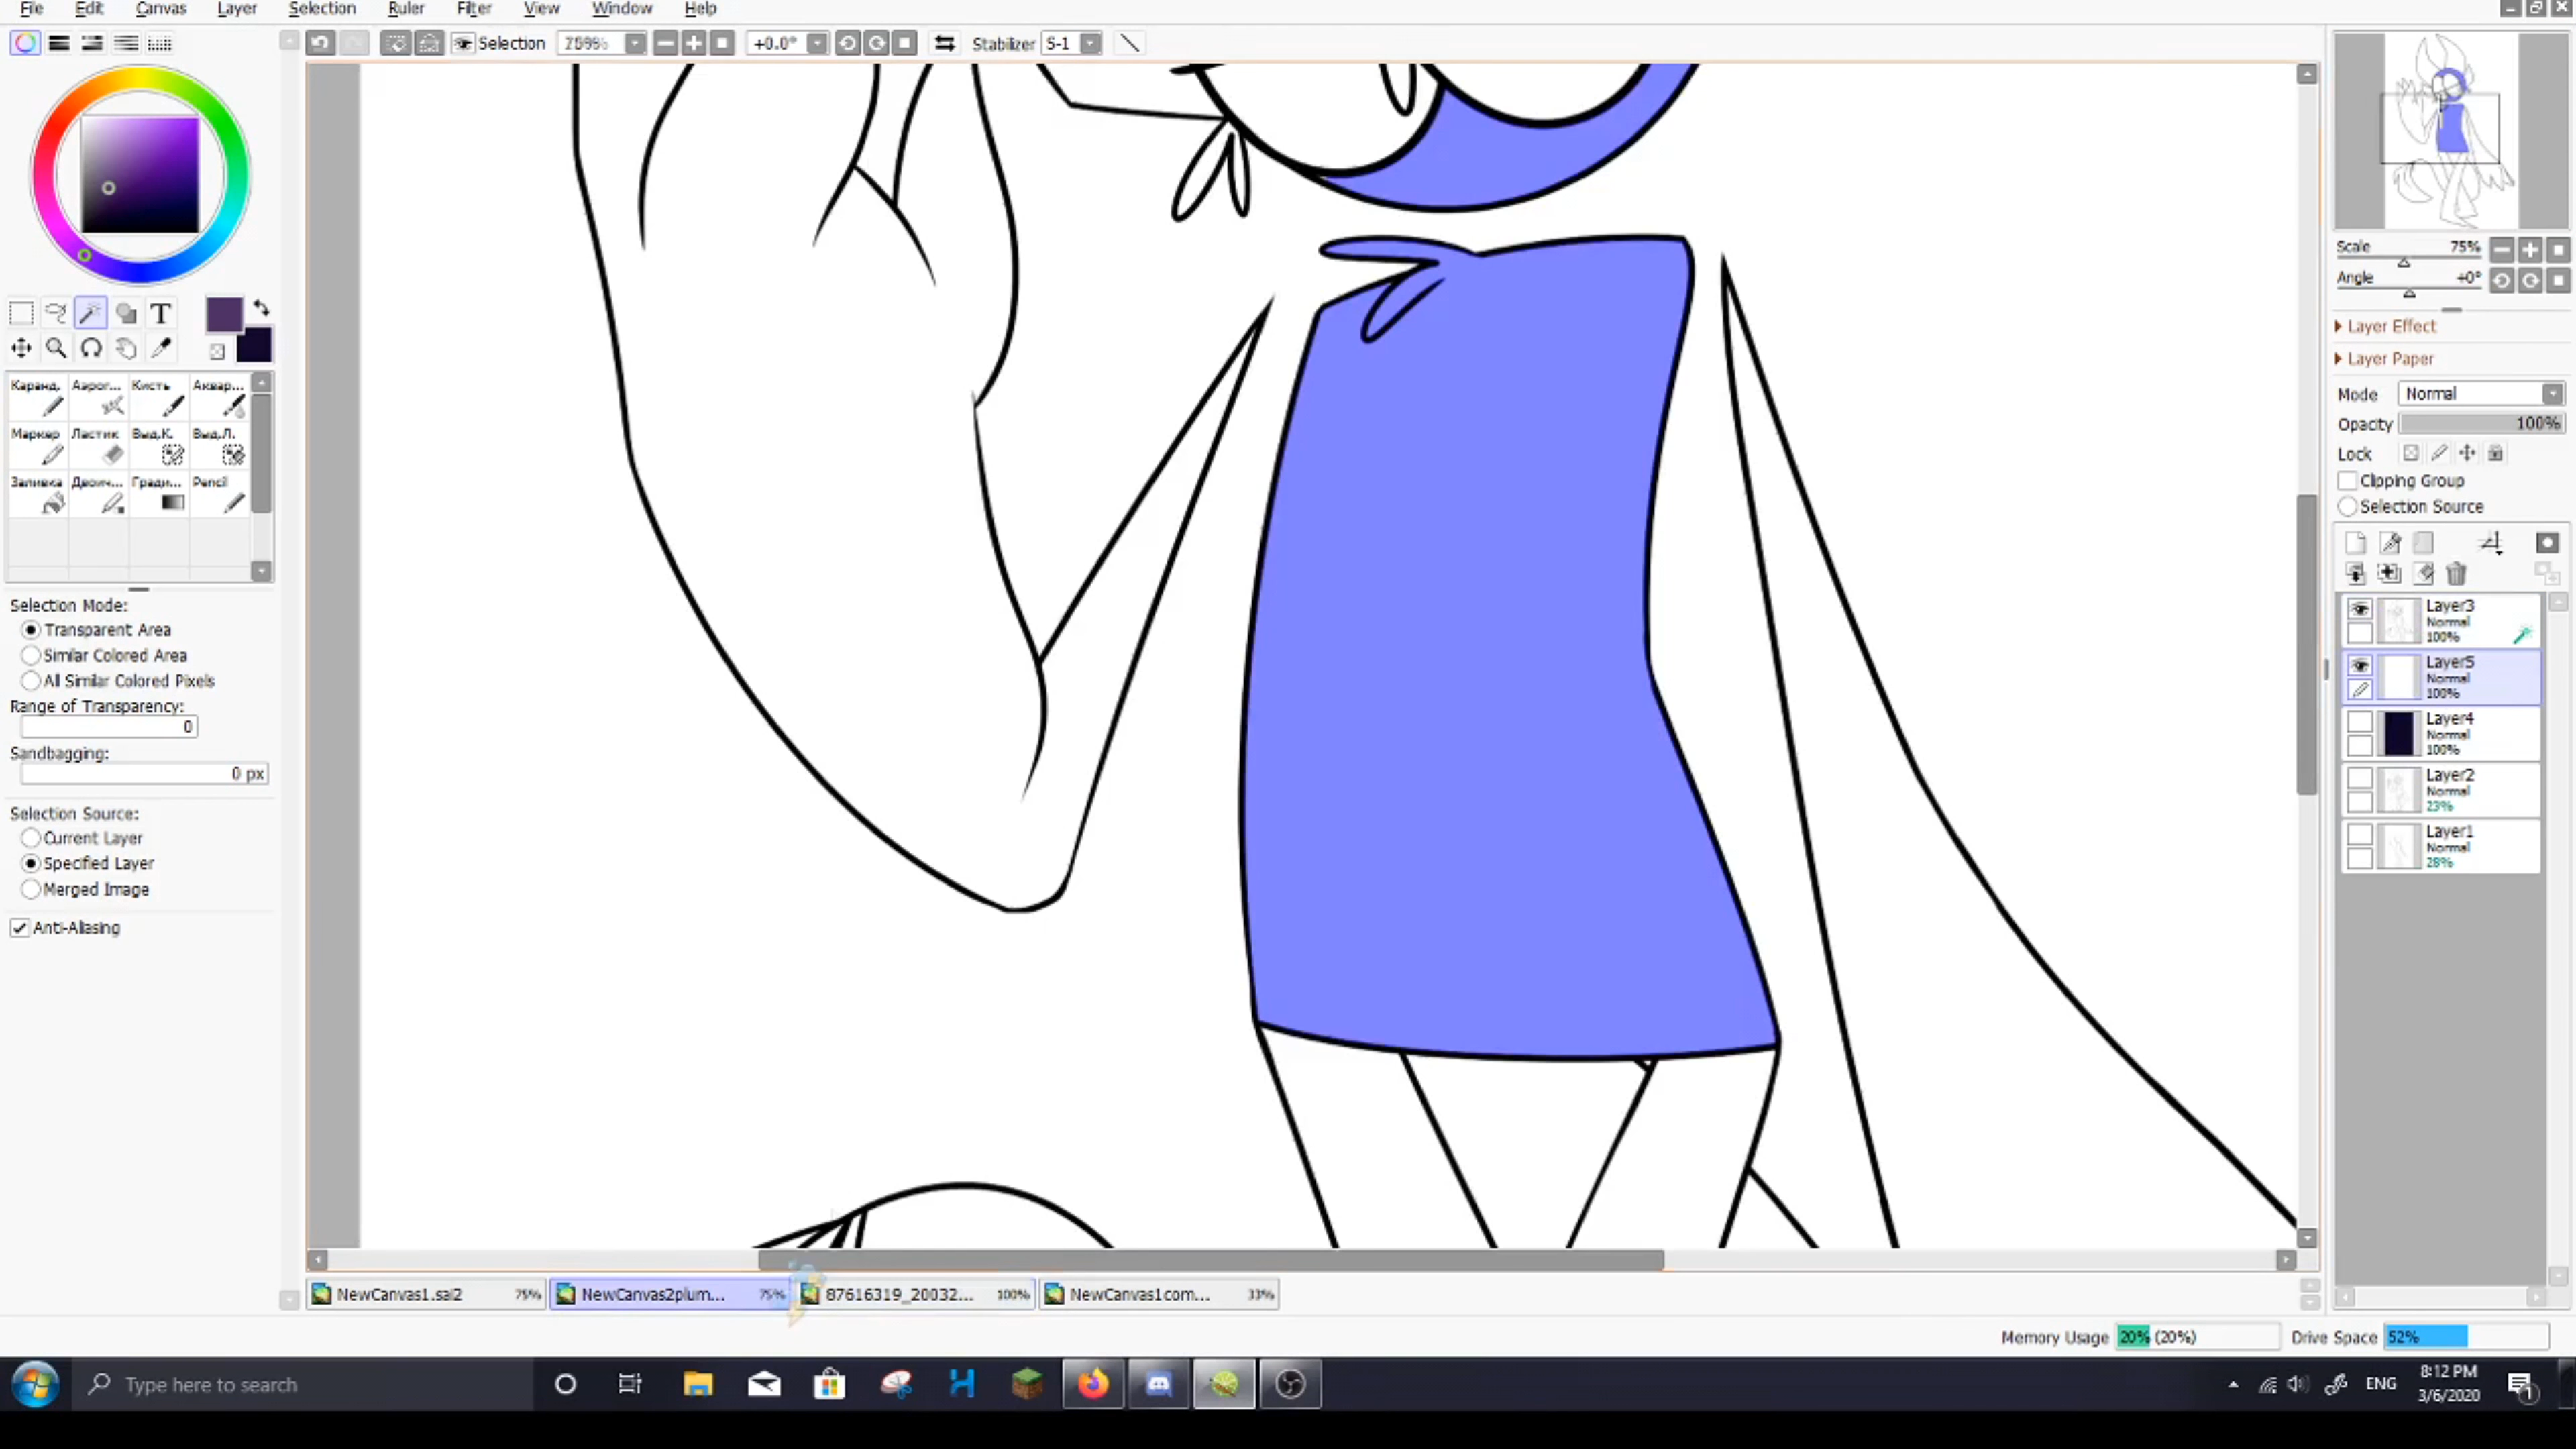 File Edit Canvas Layer Selection Ruler Filter View Window Help
Selection +0.0° Stabilizer S-1
Scale 75%
Angle +0°
Layer Effect
Layer Paper
Mode Normal
Opacity 100%
Lock
Clipping Group
Selection Source
T
Каранд. Аэрог... Кисть Аквар...
Маркер Ластик Выд.К. Выд.Л.
Заливка Двоич... Гради... Pencil
Selection Mode:
Transparent Area
Similar Colored Area
All Similar Colored Pixels
Range of Transparency:
0
Sandbagging:
0 px
Selection Source:
Current Layer
Specified Layer
Merged Image
Anti-Aliasing
Layer3
Normal
100%
Layer5
Normal
100%
Layer4
Normal
100%
Layer2
Normal
23%
Layer1
Normal
28%
NewCanvas1.sai2 75% NewCanvas2plum... 75% 87616319_20032... 100% NewCanvas1com... 33%
Memory Usage 20% (20%) Drive Space 52%
Type here to search
ENG
8:12 PM
3/6/2020
1